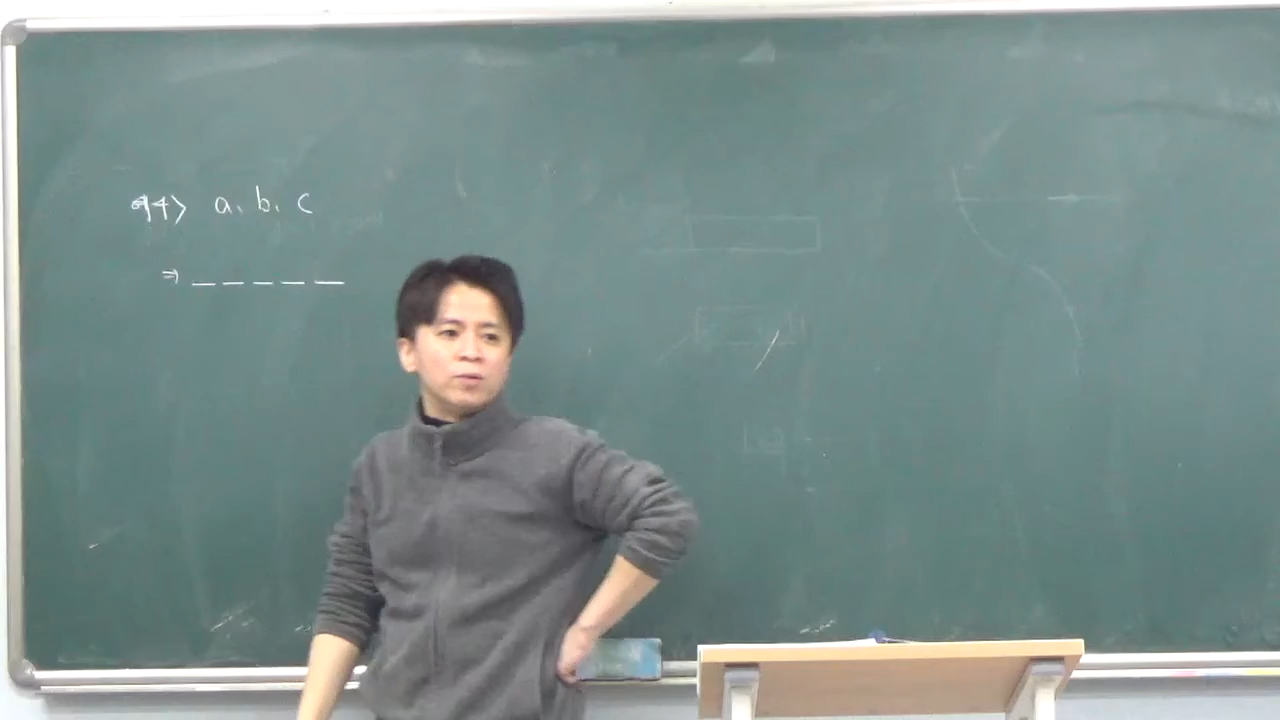 예) a, b, c
⇒ _ _ _ _ _